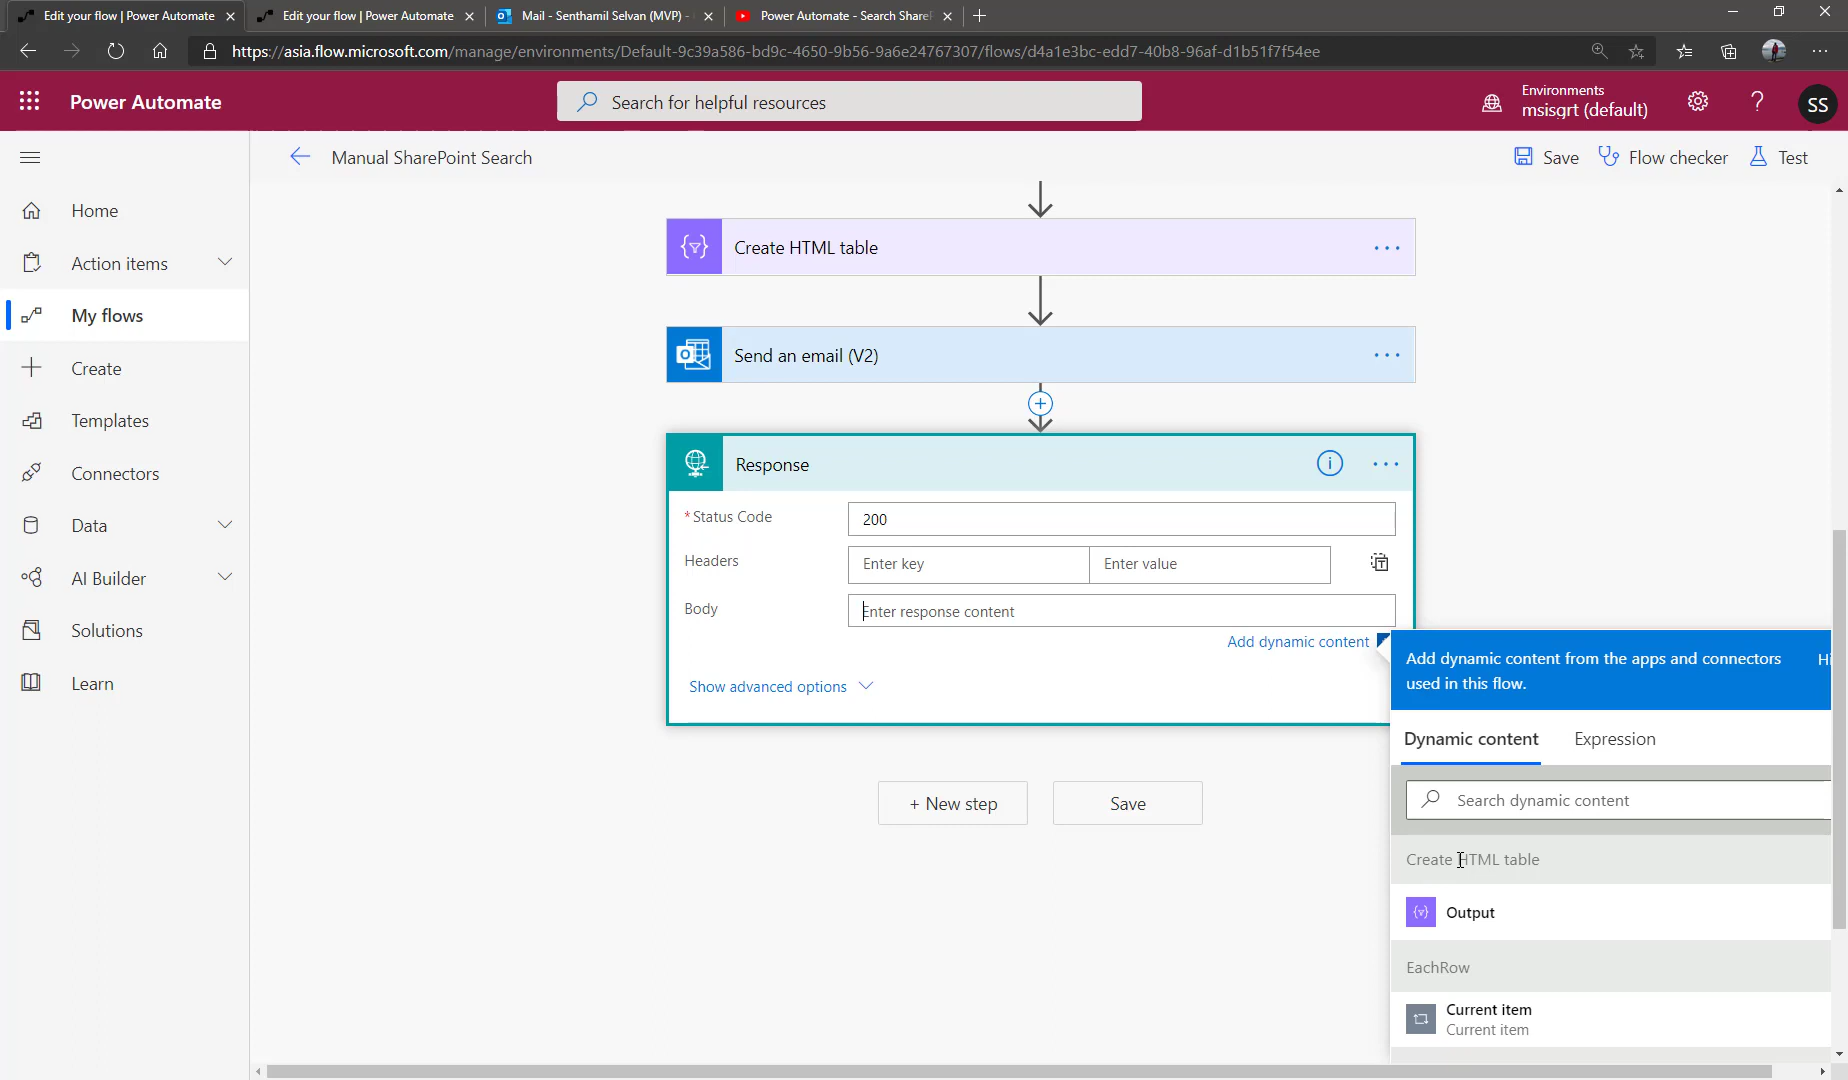 Edit your flow | Power Automate
Edit your flow | Power Automate
Mail - Senthamil Selvan (MVP) -
Power Automate - Search Share
https://asia.flow.microsoft.com/manage/environments/Default-9c39a586-bd9c-4650-9b56-9a6e24767307/flows/d4a1e3bc-edd7-40b8-96af-d1b51f7f54ee
Power Automate
Search for helpful resources
Environments
msisgrt (default)
?
SS
Manual SharePoint Search
Save
Flow checker
Test
Home
Action items
My flows
Create
Templates
Connectors
Data
AI Builder
Solutions
Learn
Create HTML table
Send an email (V2)
Response
* Status Code
200
Headers
Enter key
Enter value
Body
Enter response content
Add dynamic content
Show advanced options
+ New step
Save
Add dynamic content from the apps and connectors
used in this flow.
Hi
Dynamic content
Expression
Search dynamic content
Create HTML table
Output
EachRow
Current item
Current item